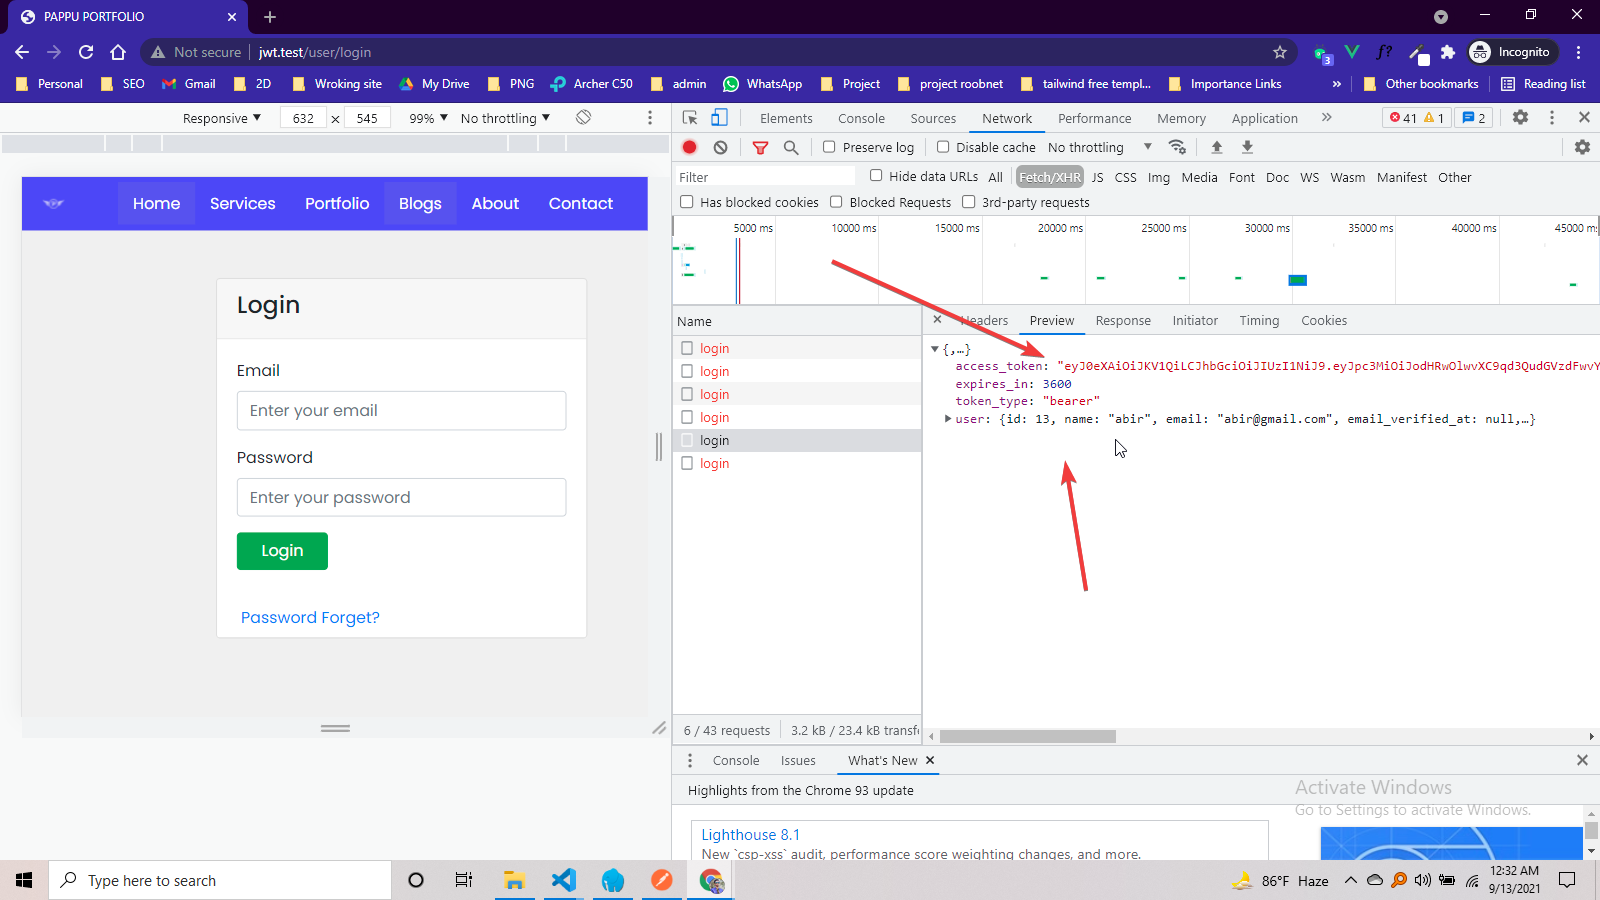 PAPPU PORTFOLIO
Not secure jwt.test/user/login
3
f?
Incognito
Personal SEO Gmail 2D Wroking site My Drive PNG Archer C50 admin WhatsApp Project project roobnet tailwind free templ... Importance Links » Other bookmarks Reading list
Responsive ▼ 632 x 545 99% ▼ No throttling ▼
Home Services Portfolio Blogs About Contact
Login
Email
Enter your email
Password
Enter your password
Login
Password Forget?
Elements Console Sources Network Performance Memory Application » 41 1 2
Preserve log Disable cache No throttling ▼
Filter Hide data URLs All Fetch/XHR JS CSS Img Media Font Doc WS Wasm Manifest Other
Has blocked cookies Blocked Requests 3rd-party requests
5000 ms 10000 ms 15000 ms 20000 ms 25000 ms 30000 ms 35000 ms 40000 ms 45000 m
Name
login
login
login
login
login
login
6 / 43 requests 3.2 kB / 23.4 kB transf
Headers Preview Response Initiator Timing Cookies
▼{,…}
access_token: "eyJ0eXAiOiJKV1QiLCJhbGciOiJIUzI1NiJ9.eyJpc3MiOiJodHRwOlwvXC9qd3QudGVzdFwvY
expires_in: 3600
token_type: "bearer"
▶ user: {id: 13, name: "abir", email: "abir@gmail.com", email_verified_at: null,…}
Console Issues What's New
Highlights from the Chrome 93 update
Lighthouse 8.1
New `csp-xss` audit, performance score weighting changes, and more.
Activate Windows
Go to Settings to activate Windows.
Type here to search
86°F Haze
12:32 AM
9/13/2021